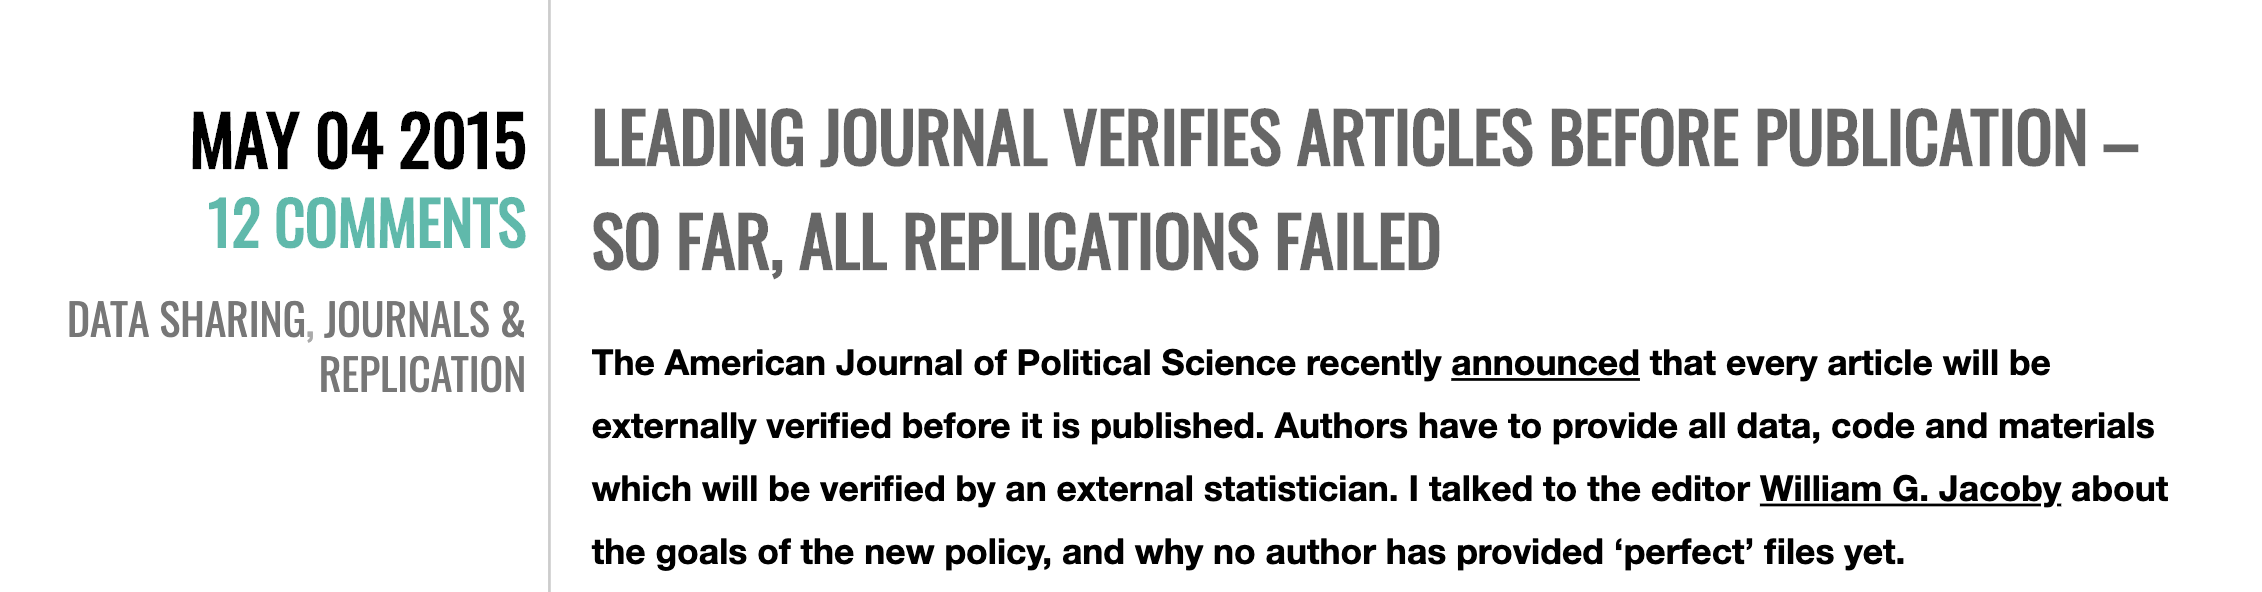 MAY 04 2015
12 COMMENTS
DATA SHARING, JOURNALS &
REPLICATION
LEADING JOURNAL VERIFIES ARTICLES BEFORE PUBLICATION –
SO FAR, ALL REPLICATIONS FAILED
The American Journal of Political Science recently announced that every article will be
externally verified before it is published. Authors have to provide all data, code and materials
which will be verified by an external statistician. I talked to the editor William G. Jacoby about
the goals of the new policy, and why no author has provided ‘perfect’ files yet.